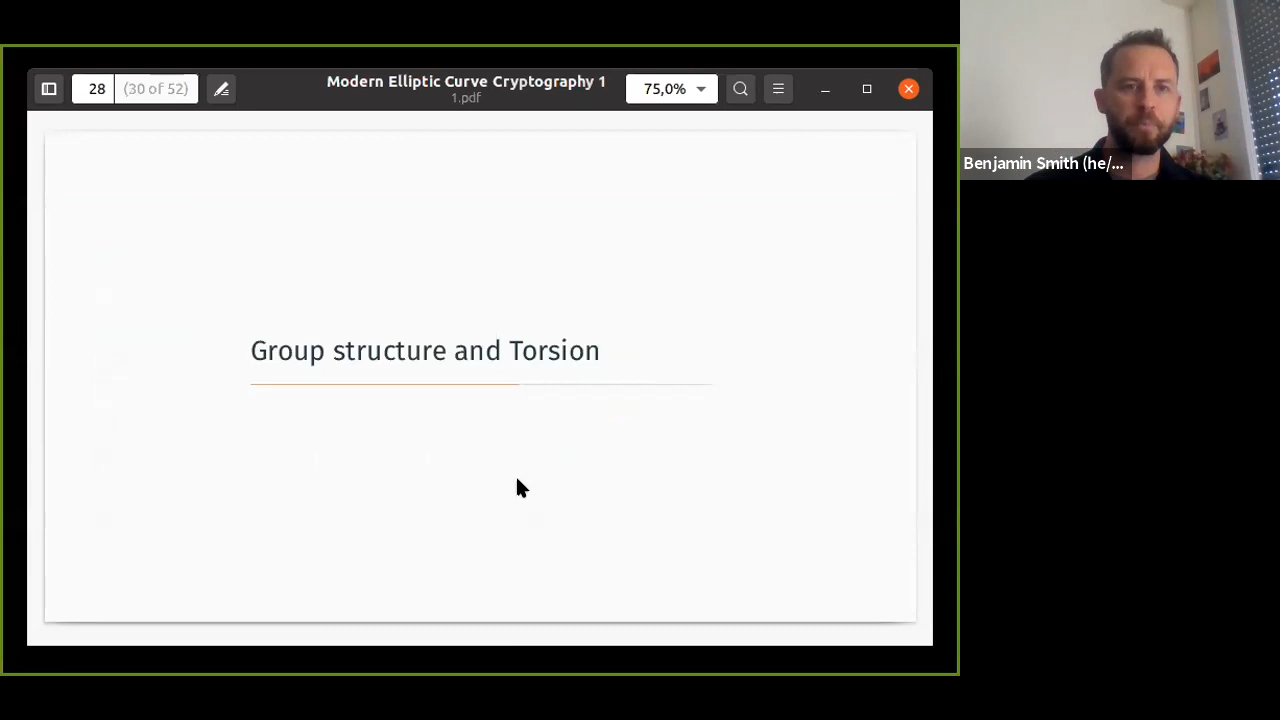 28 (30 of 52)
Modern Elliptic Curve Cryptography 1
1.pdf
75,0%
Benjamin Smith (he/...
Group structure and Torsion